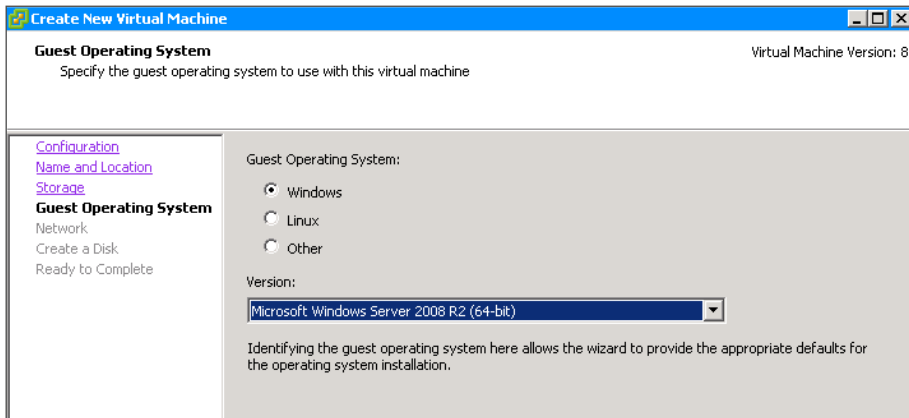 Create New Virtual Machine
Guest Operating System
Virtual Machine Version: 8
Specify the guest operating system to use with this virtual machine
Configuration
Name and Location
Storage
Guest Operating System
Network
Create a Disk
Ready to Complete
Guest Operating System:
Windows
Linux
Other
Version:
Microsoft Windows Server 2008 R2 (64-bit)
Identifying the guest operating system here allows the wizard to provide the appropriate defaults for
the operating system installation.